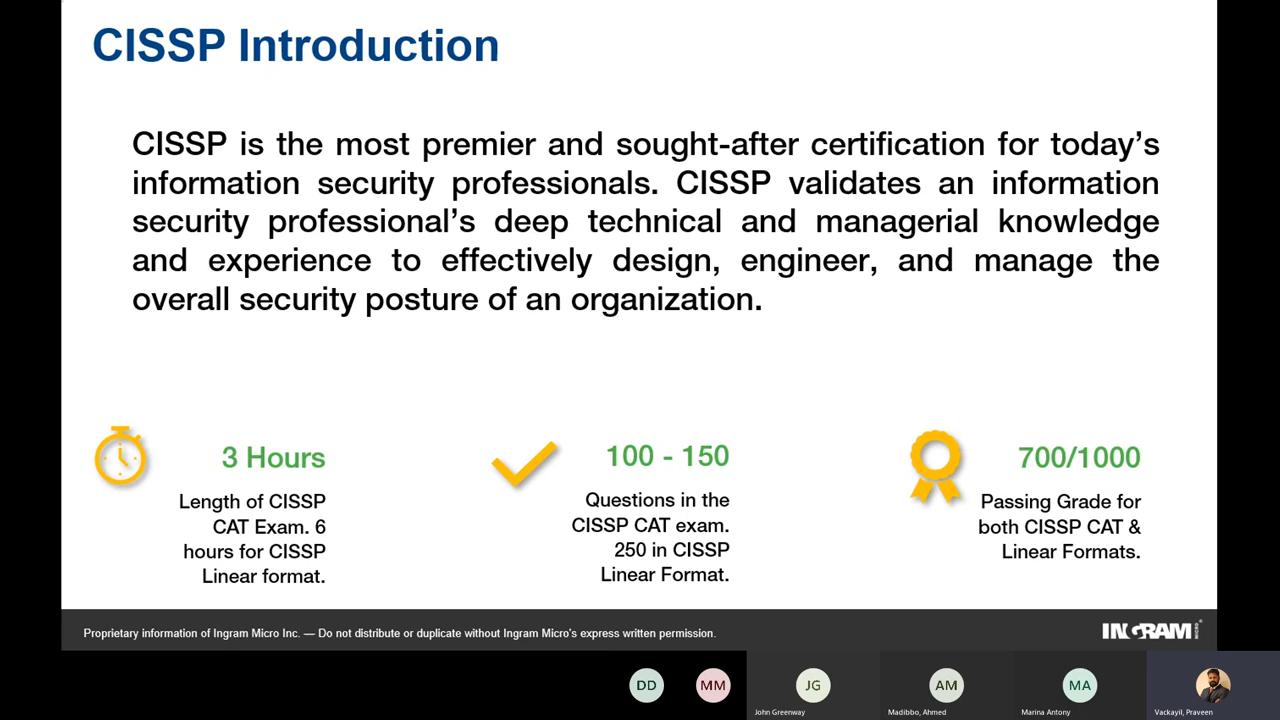 CISSP Introduction
CISSP is the most premier and sought-after certification for today's
information security professionals. CISSP validates an information
security professional's deep technical and managerial knowledge
and experience to effectively design, engineer, and manage the
overall security posture of an organization.
3 Hours
Length of CISSP
CAT Exam. 6
hours for CISSP
Linear format.
100 - 150
Questions in the
CISSP CAT exam.
250 in CISSP
Linear Format.
700/1000
Passing Grade for
both CISSP CAT &
Linear Formats.
Proprietary information of Ingram Micro Inc. — Do not distribute or duplicate without Ingram Micro's express written permission.
INGRAM MICRO®
DD
MM
JG
John Greenway
AM
Madibbo, Ahmed
MA
Marina Antony
Vackayil, Praveen